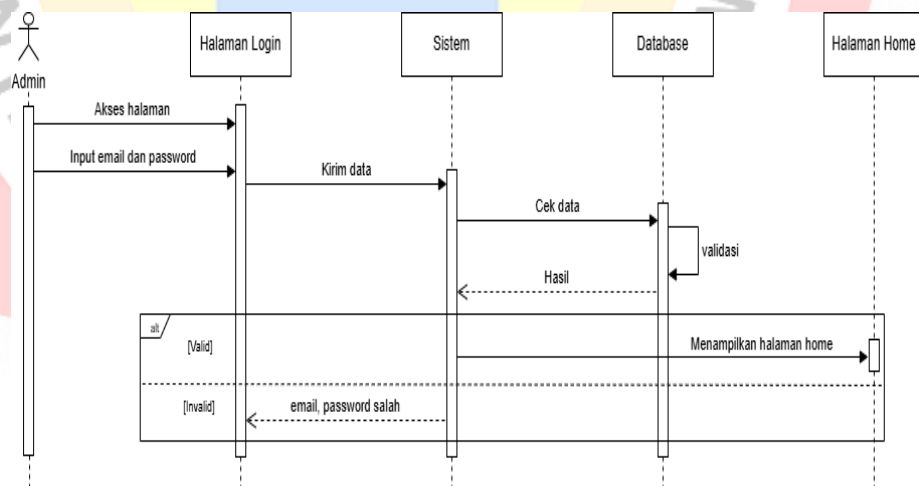 Halaman Login
Sistem
Database
Halaman Home
Admin
Akses halaman
Input email dan password
Kirim data
Cek data
validasi
Hasil
alt
[Valid]
Menampilkan halaman home
[Invalid]
email, password salah